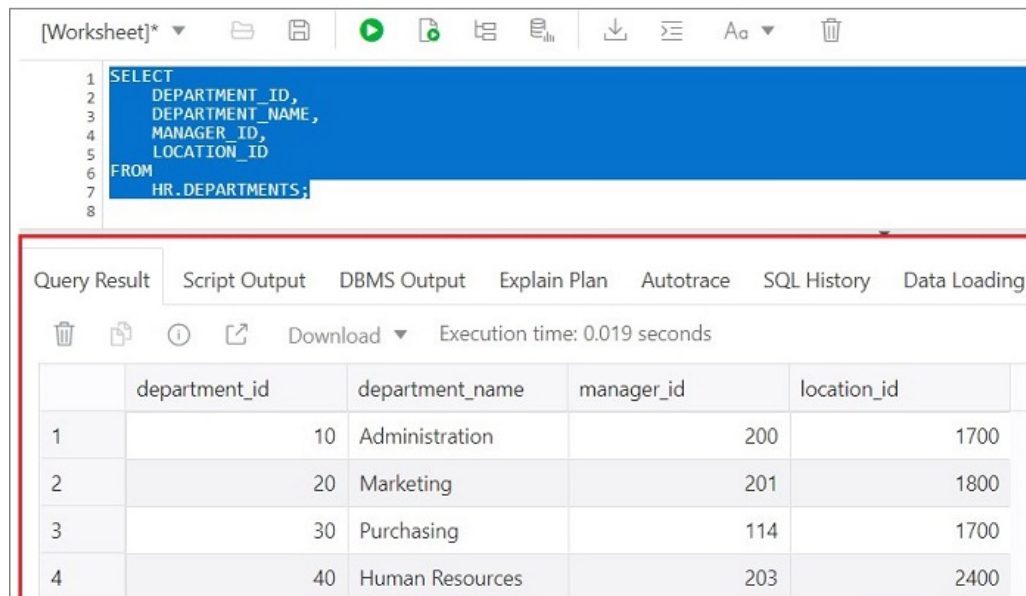 [Worksheet]* Aa
1 SELECT
2 DEPARTMENT_ID,
3 DEPARTMENT_NAME,
4 MANAGER_ID,
5 LOCATION_ID
6 FROM
7 HR.DEPARTMENTS;
8
Query Result Script Output DBMS Output Explain Plan Autotrace SQL History Data Loading
Download Execution time: 0.019 seconds
department_id department_name manager_id location_id
1 10 Administration 200 1700
2 20 Marketing 201 1800
3 30 Purchasing 114 1700
4 40 Human Resources 203 2400